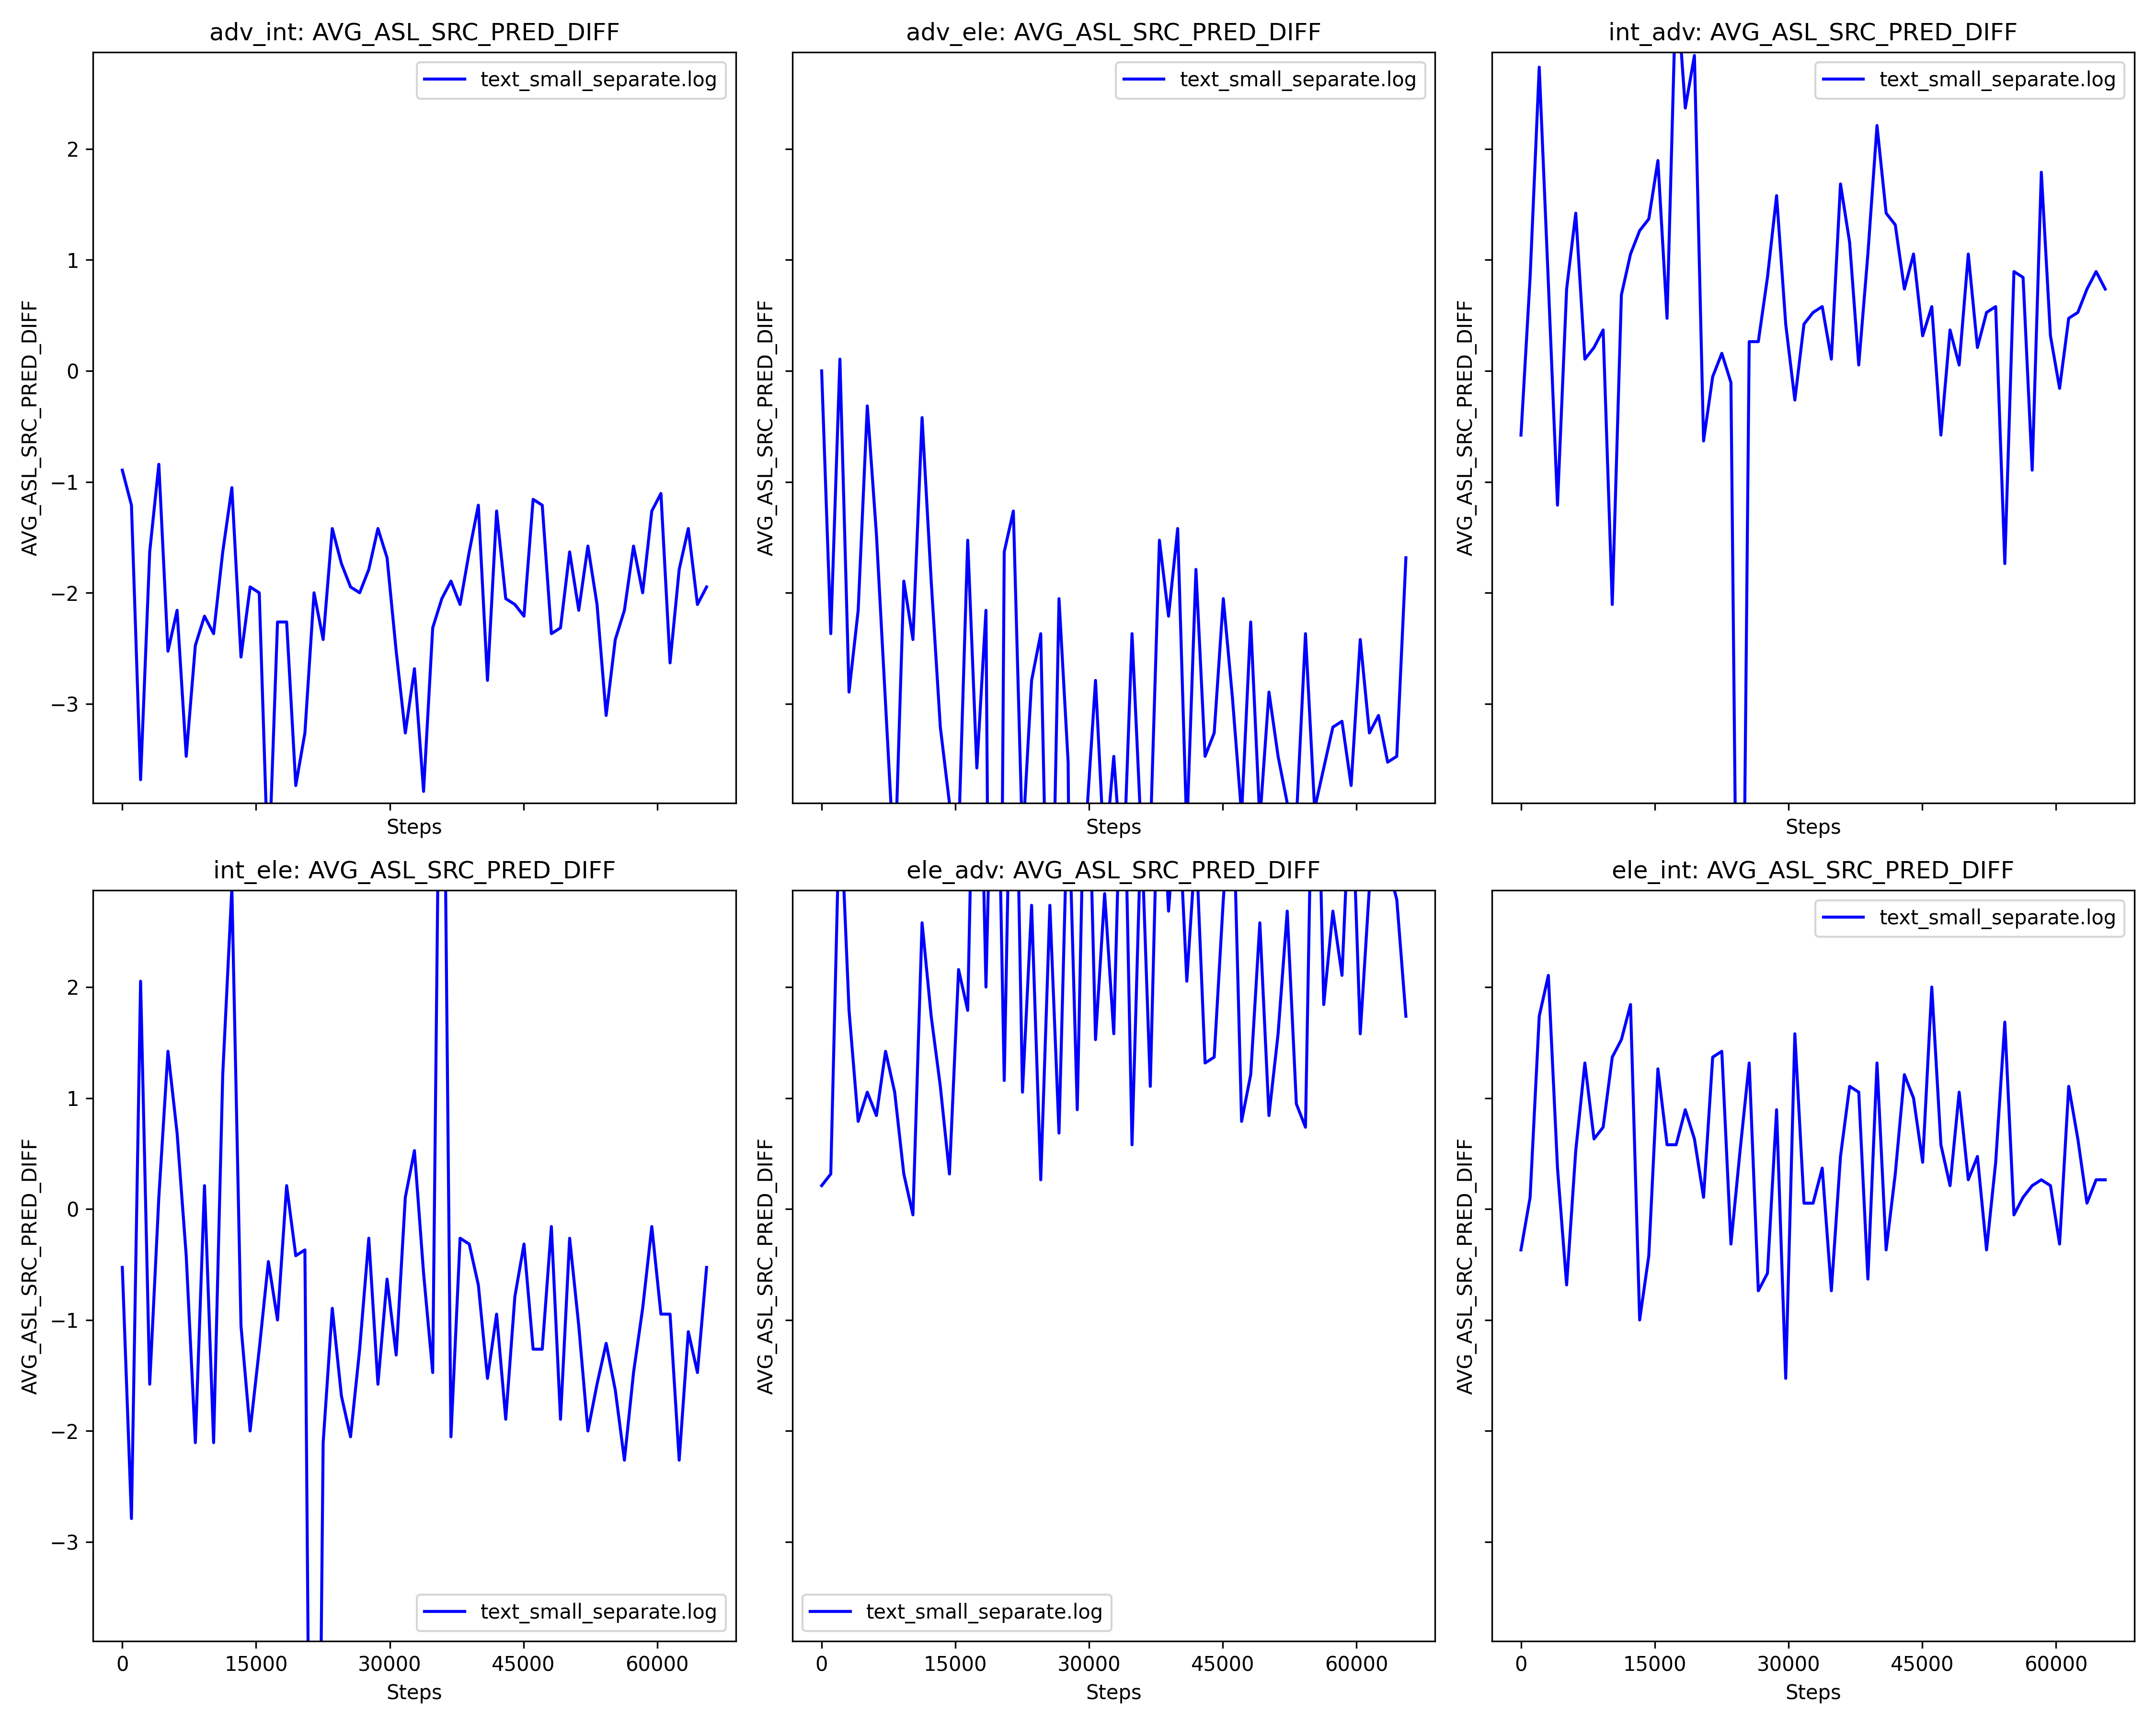 adv_int: AVG_ASL_SRC_PRED_DIFF
text_small_separate.log
AVG_ASL_SRC_PRED_DIFF
2
1
0
−1
−2
−3
Steps
adv_ele: AVG_ASL_SRC_PRED_DIFF
text_small_separate.log
AVG_ASL_SRC_PRED_DIFF
Steps
int_adv: AVG_ASL_SRC_PRED_DIFF
text_small_separate.log
AVG_ASL_SRC_PRED_DIFF
Steps
int_ele: AVG_ASL_SRC_PRED_DIFF
AVG_ASL_SRC_PRED_DIFF
2
1
0
−1
−2
−3
text_small_separate.log
0 15000 30000 45000 60000
Steps
ele_adv: AVG_ASL_SRC_PRED_DIFF
AVG_ASL_SRC_PRED_DIFF
text_small_separate.log
0 15000 30000 45000 60000
Steps
ele_int: AVG_ASL_SRC_PRED_DIFF
text_small_separate.log
AVG_ASL_SRC_PRED_DIFF
0 15000 30000 45000 60000
Steps